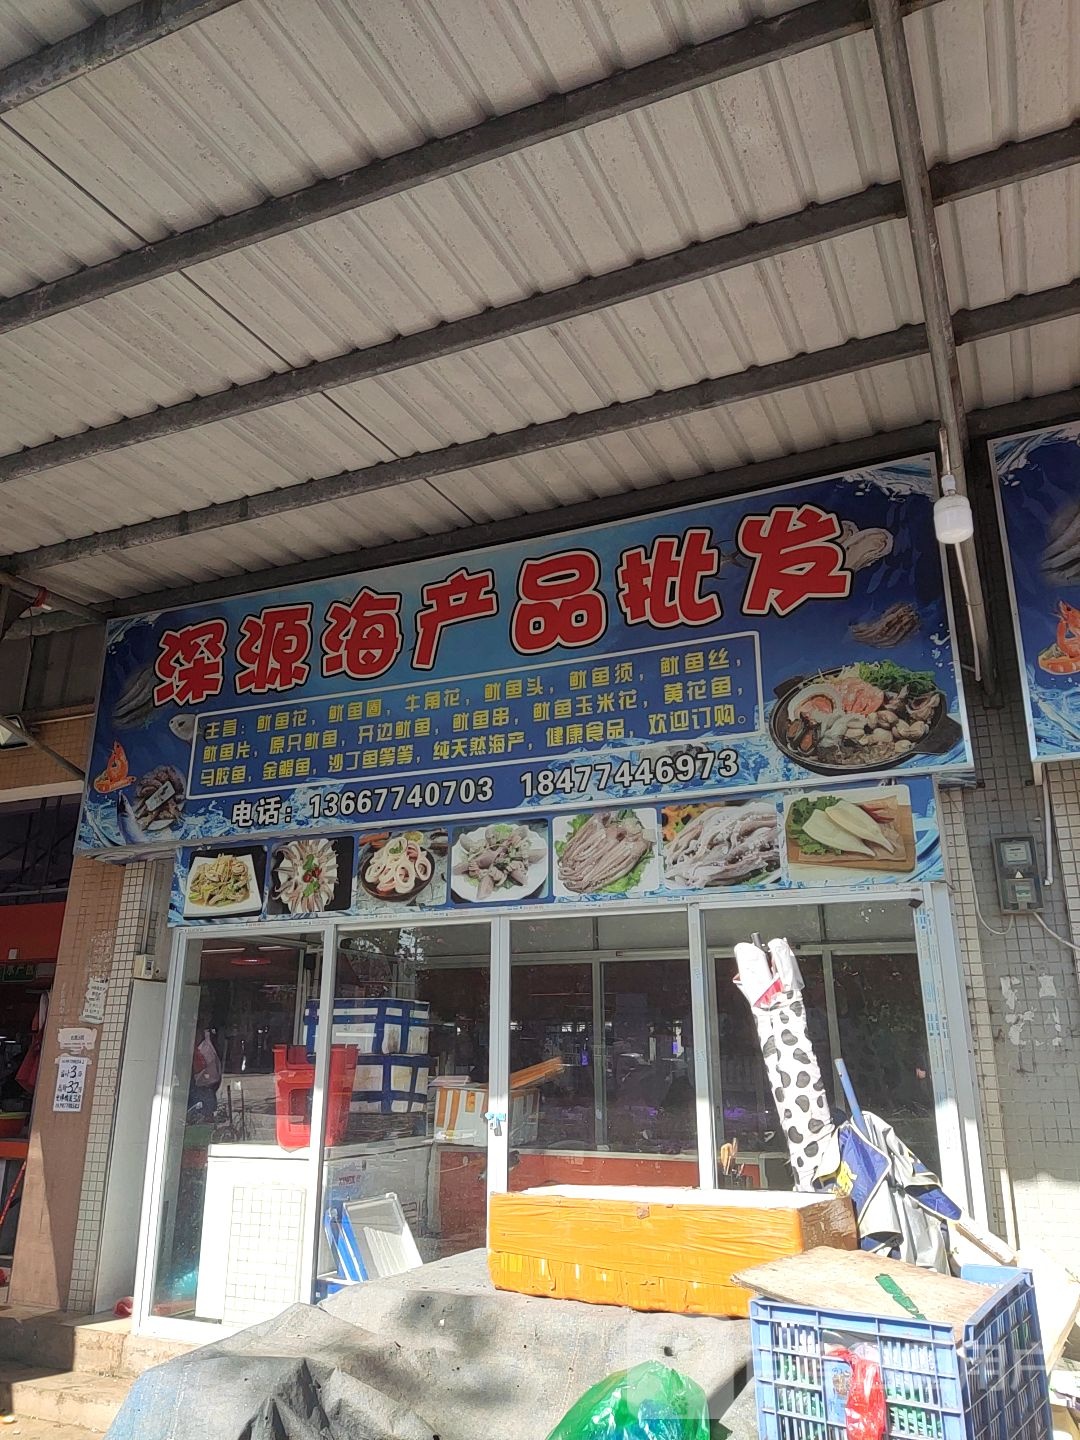 深源海产品批发
主营：鱿鱼花，鱿鱼圈，牛角花，鱿鱼头，鱿鱼须，鱿鱼丝，
鱿鱼片，原只鱿鱼，开边鱿鱼，鱿鱼串，鱿鱼玉米花，黄花鱼，
马胶鱼，金鲳鱼，沙丁鱼等等，纯天然海产，健康食品，欢迎订购。
电话：13667740703 18477446973